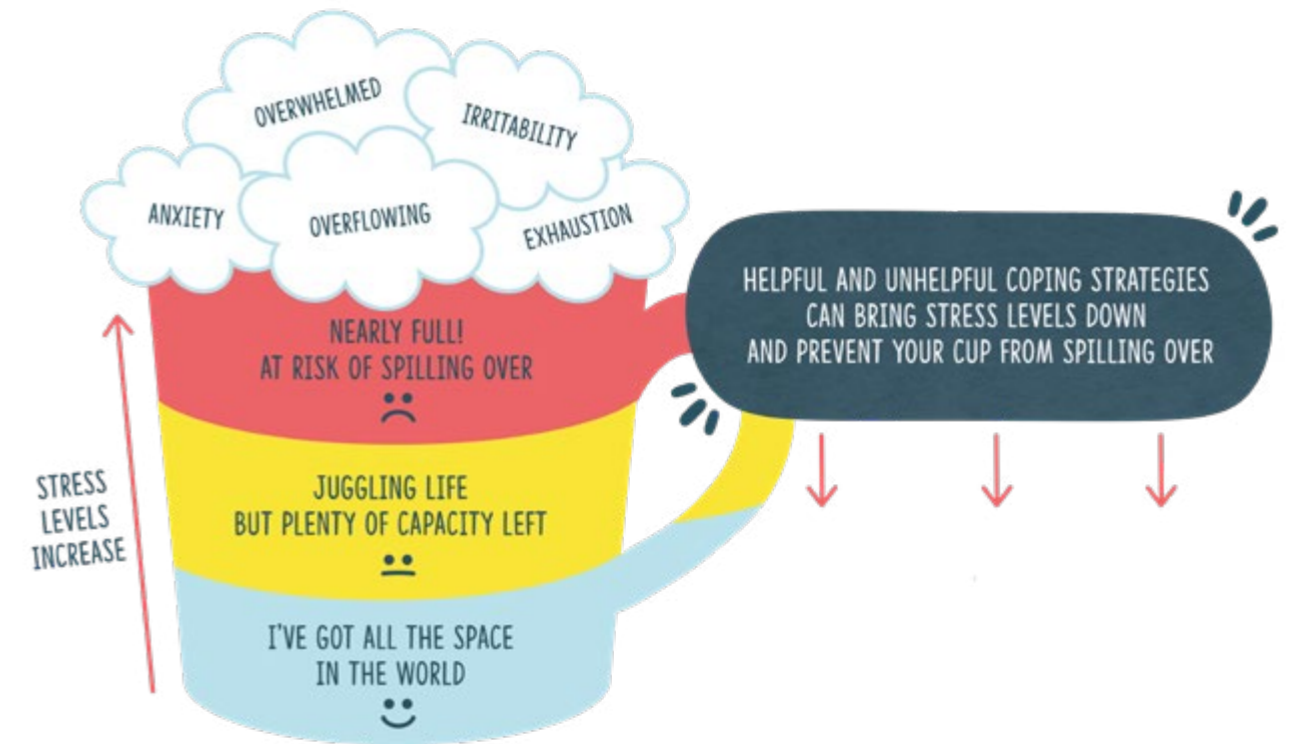 OVERWHELMED
IRRITABILITY
ANXIETY
OVERFLOWING
EXHAUSTION
NEARLY FULL!
AT RISK OF SPILLING OVER
JUGGLING LIFE
BUT PLENTY OF CAPACITY LEFT
I'VE GOT ALL THE SPACE
IN THE WORLD
STRESS
LEVELS
INCREASE
HELPFUL AND UNHELPFUL COPING STRATEGIES
CAN BRING STRESS LEVELS DOWN
AND PREVENT YOUR CUP FROM SPILLING OVER